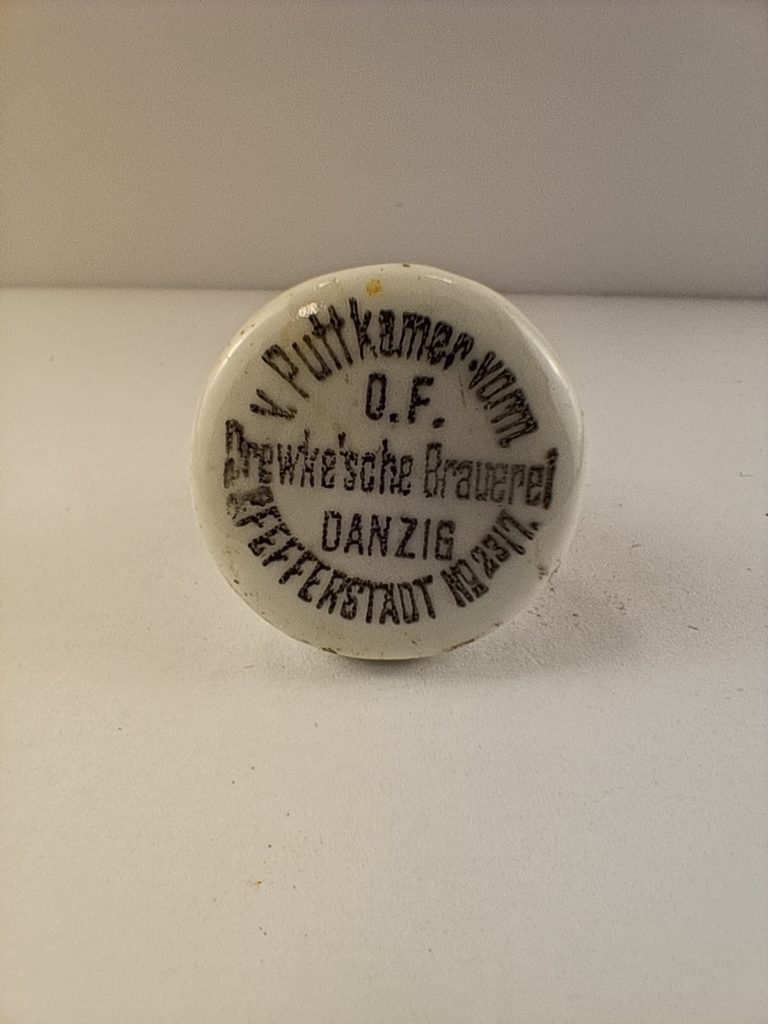 v. Puttkamer. vorm
O.F.
Drewke'sche Brauerei
DANZIG
PFEFFERSTADT No 23/7.